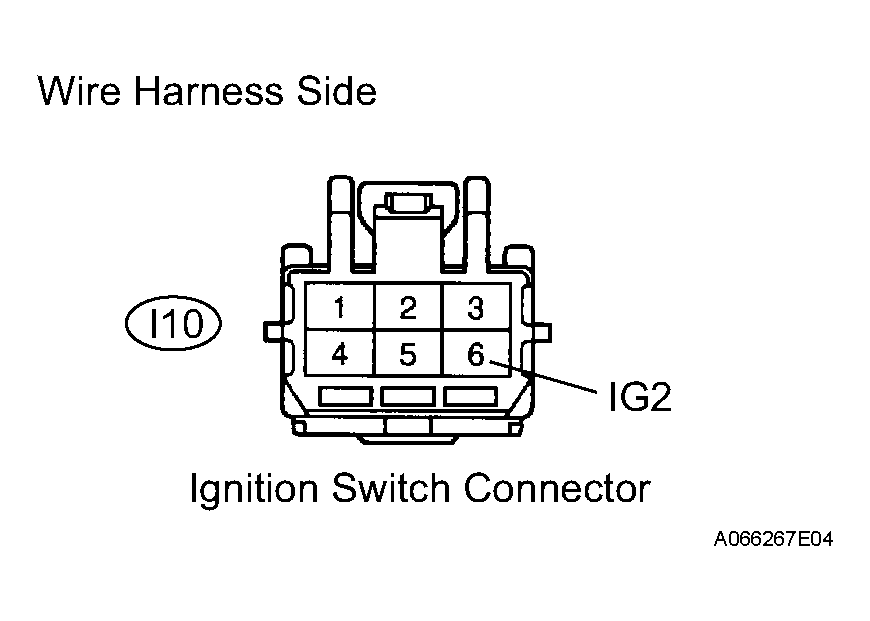 Wire Harness Side
I10
1 2 3
4 5 6
IG2
Ignition Switch Connector
A066267E04